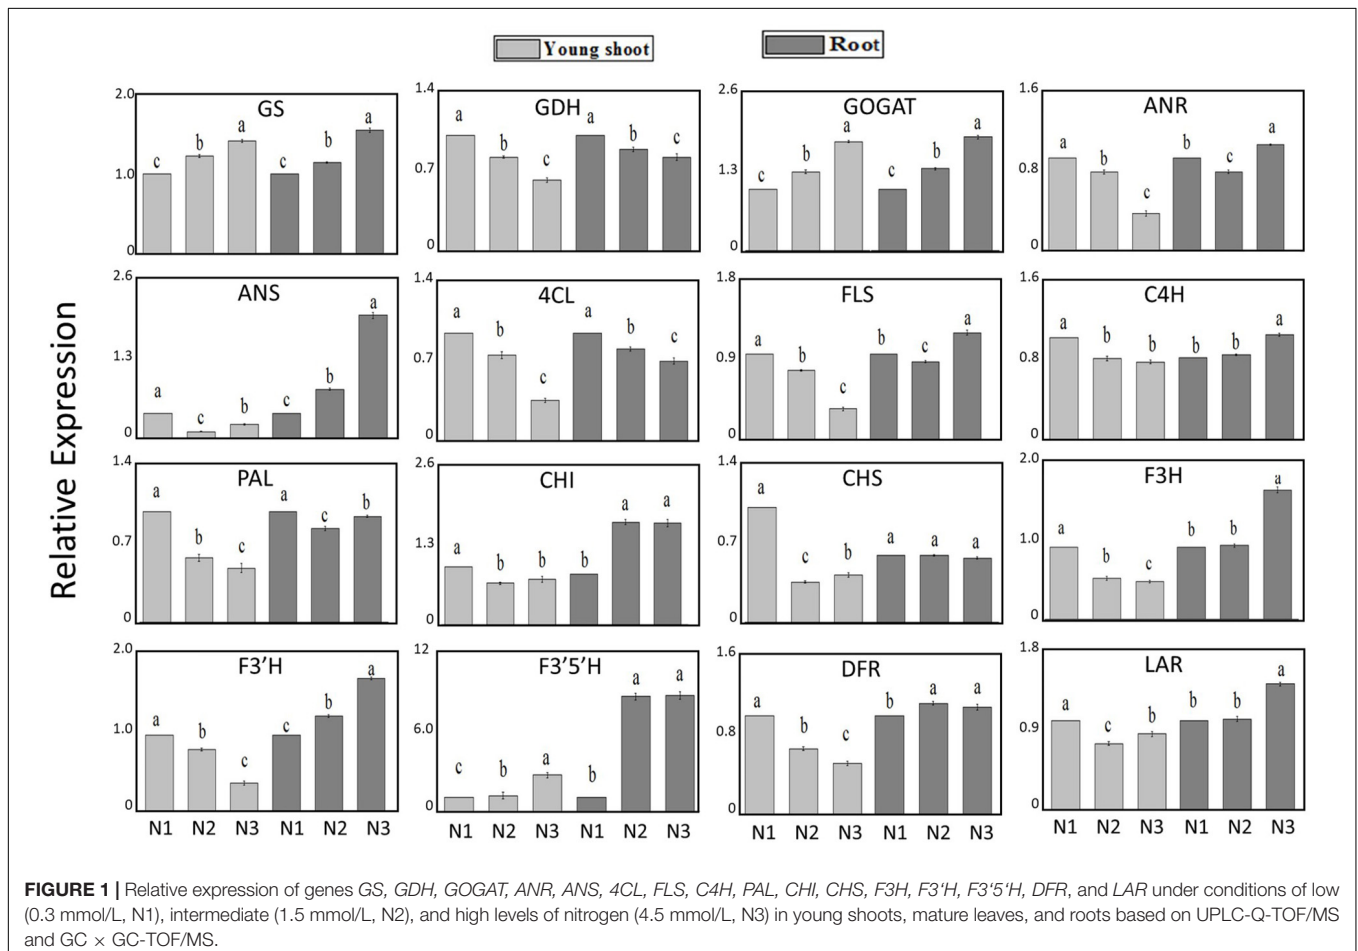 Young shoot Root
Relative Expression
GS
2.0
1.0
0
c b a c b a
GDH
1.4
0.7
0
a b c a b c
GOGAT
2.6
1.3
0
c b a c b a
ANR
1.6
0.8
0
a b c b c a
ANS
2.6
1.3
0
a c b c b a
4CL
1.4
0.7
0
a b c a b c
FLS
1.8
0.9
0
a b c b c a
C4H
1.6
0.8
0
a b b b b a
PAL
1.4
0.7
0
a b c a c b
CHI
2.6
1.3
0
a b b b a a
CHS
1.4
0.7
0
a c b a a a
F3H
2.0
1.0
0
a b c b b a
F3’H
2.0
1.0
0
a b c c b a
N1 N2 N3 N1 N2 N3
F3’5’H
12
6.0
0
c b a b a a
N1 N2 N3 N1 N2 N3
DFR
1.6
0.8
0
a b c b a a
N1 N2 N3 N1 N2 N3
LAR
1.8
0.9
0
a c b b b a
N1 N2 N3 N1 N2 N3
FIGURE 1 | Relative expression of genes GS, GDH, GOGAT, ANR, ANS, 4CL, FLS, C4H, PAL, CHI, CHS, F3H, F3‘H, F3‘5‘H, DFR, and LAR under conditions of low
(0.3 mmol/L, N1), intermediate (1.5 mmol/L, N2), and high levels of nitrogen (4.5 mmol/L, N3) in young shoots, mature leaves, and roots based on UPLC-Q-TOF/MS
and GC × GC-TOF/MS.